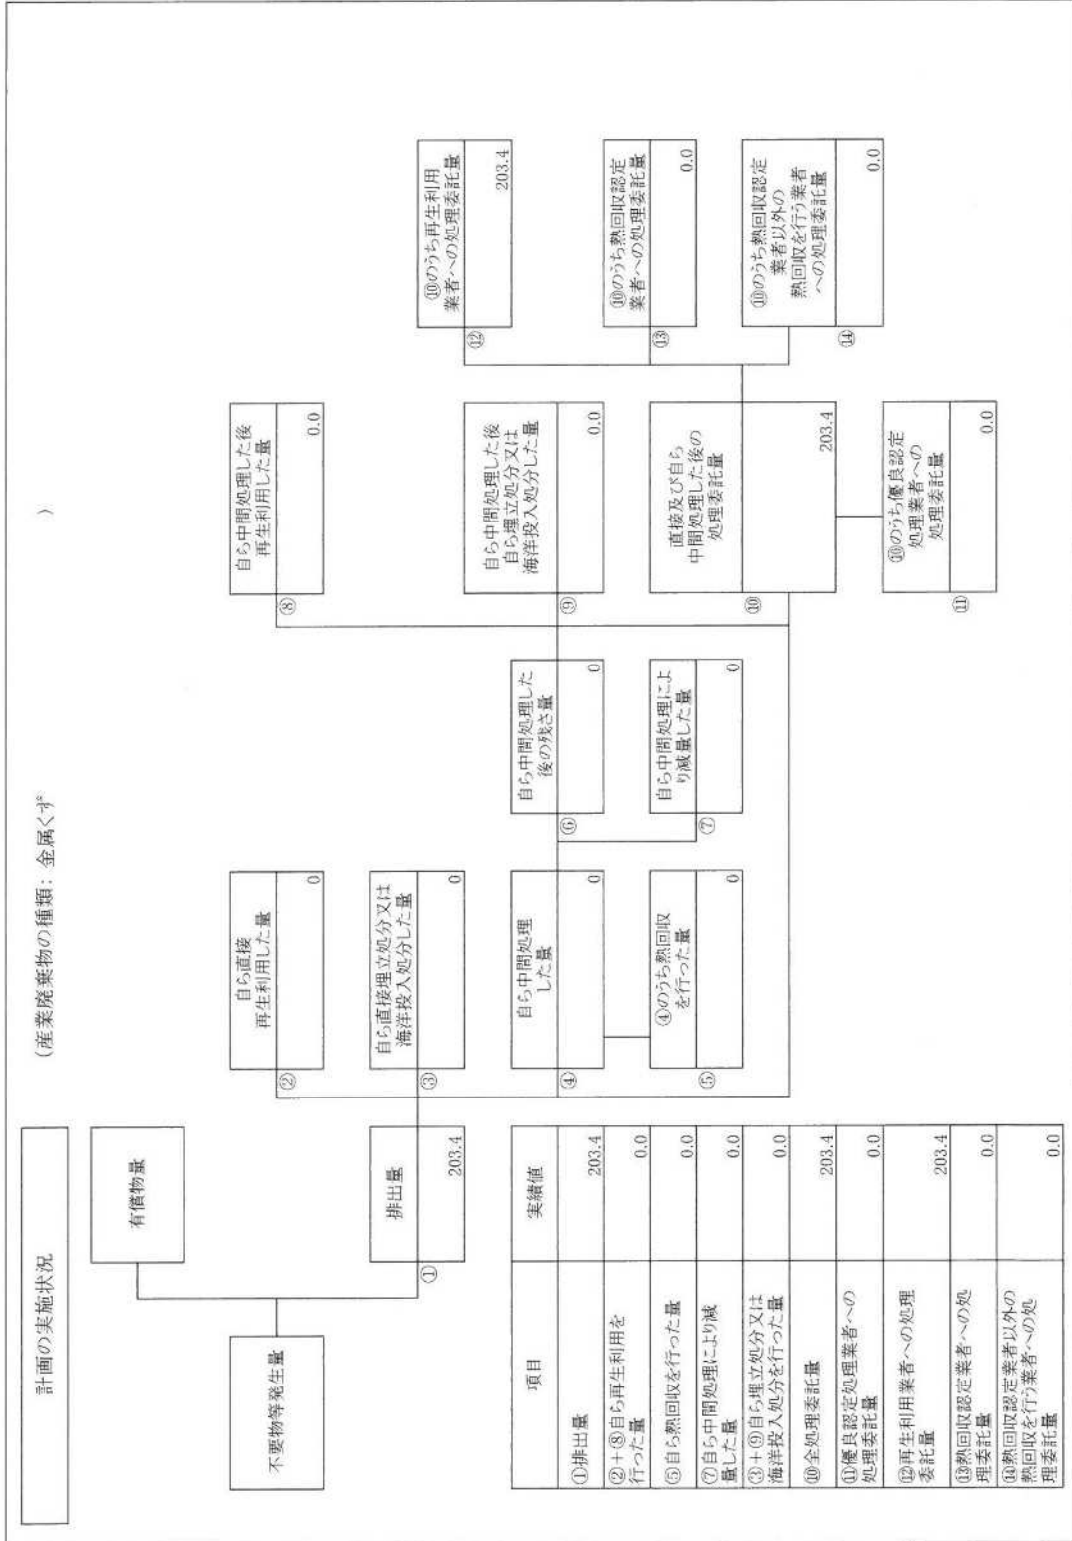 計画の実施状況
(産業廃棄物の種類: 金属くず )
不要物等発生量
有償物量
①
排出量
203.4
②
自ら直接
再生利用した量
0
③
自ら直接埋立処分又は
海洋投入処分した量
0
④
自ら中間処理
した量
0
⑤
④のうち熱回収
を行った量
0
⑥
自ら中間処理した
後の残さ量
0
⑦
自ら中間処理によ
り減量した量
0
⑧
自ら中間処理した後
再生利用した量
0.0
⑨
自ら中間処理した後
自ら埋立処分又は
海洋投入処分した量
0.0
⑩
直接及び自ら
中間処理した後の
処理委託量
203.4
⑪
⑩のうち優良認定
処理業者への
処理委託量
0.0
⑫
⑩のうち再生利用
業者への処理委託量
203.4
⑬
⑩のうち熱回収認定
業者への処理委託量
0.0
⑭
⑩のうち熱回収認定
業者以外の
熱回収を行う業者
への処理委託量
0.0
項目 実績値
①排出量 203.4
②+⑧自ら再生利用を
行った量 0.0
⑤自ら熱回収を行った量 0.0
⑦自ら中間処理により減
量した量 0.0
③+⑨自ら埋立処分又は
海洋投入処分を行った量 0.0
⑩全処理委託量 203.4
⑪優良認定処理業者への
処理委託量 0.0
⑫再生利用業者への処理
委託量 203.4
⑬熱回収認定業者への処
理委託量 0.0
⑭熱回収認定業者以外の
熱回収を行う業者への処
理委託量 0.0